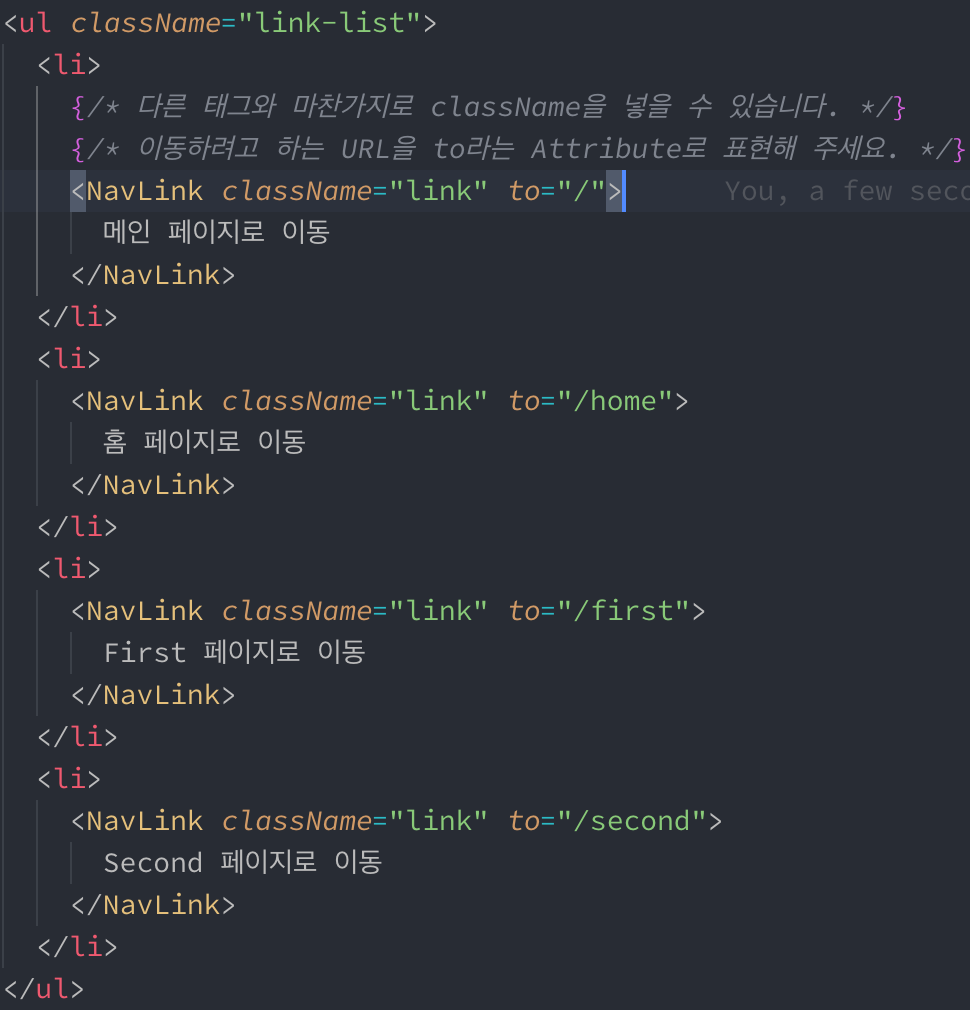 <ul className="link-list">
<li>
{/* 다른 태그와 마찬가지로 className을 넣을 수 있습니다. */}
{/* 이동하려고 하는 URL을 to라는 Attribute로 표현해 주세요. */}
<NavLink className="link" to="/"> You, a few seco
메인 페이지로 이동
</NavLink>
</li>
<li>
<NavLink className="link" to="/home">
홈 페이지로 이동
</NavLink>
</li>
<li>
<NavLink className="link" to="/first">
First 페이지로 이동
</NavLink>
</li>
<li>
<NavLink className="link" to="/second">
Second 페이지로 이동
</NavLink>
</li>
</ul>